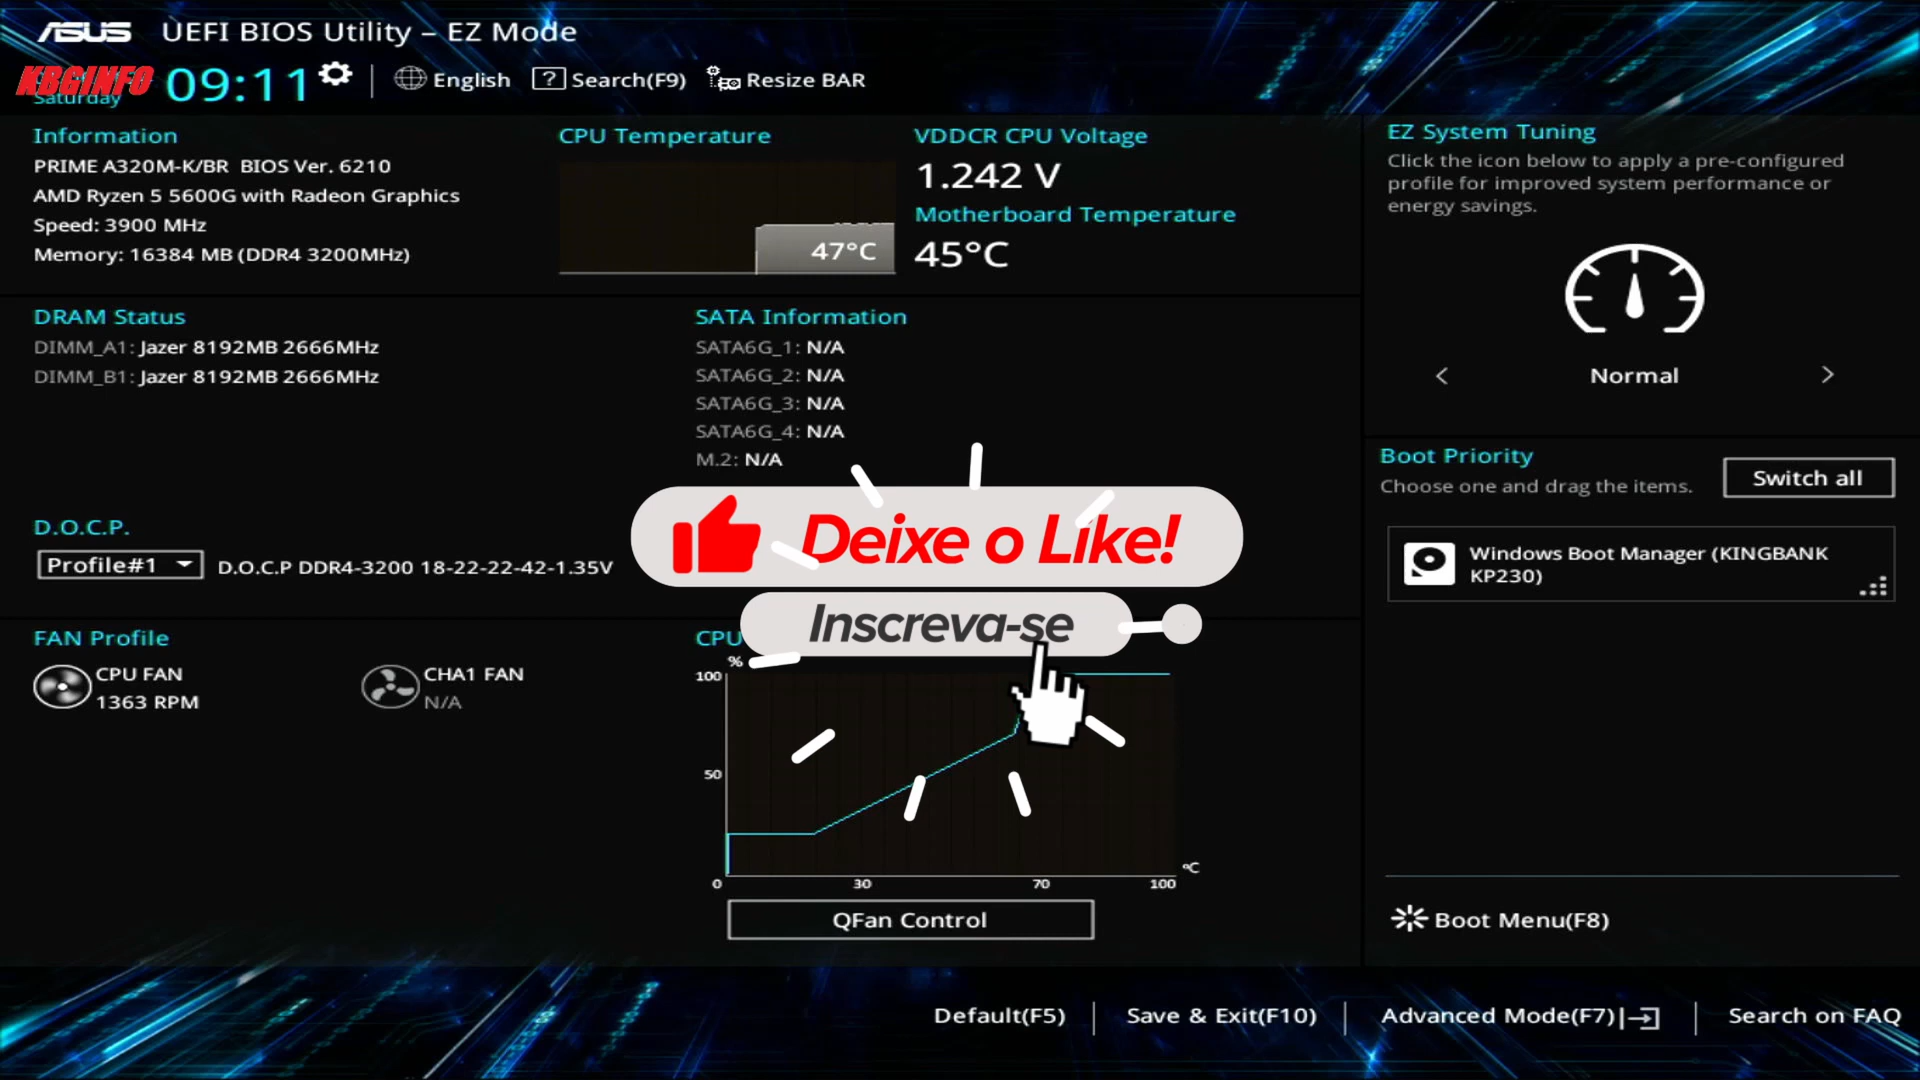 ASUS UEFI BIOS Utility – EZ Mode
KBGINFO
Saturday
09:11
English
Search(F9)
Resize BAR
Information
PRIME A320M-K/BR BIOS Ver. 6210
AMD Ryzen 5 5600G with Radeon Graphics
Speed: 3900 MHz
Memory: 16384 MB (DDR4 3200MHz)
CPU Temperature
47°C
VDDCR CPU Voltage
1.242 V
Motherboard Temperature
45°C
EZ System Tuning
Click the icon below to apply a pre-configured
profile for improved system performance or
energy savings.
Normal
DRAM Status
DIMM_A1: Jazer 8192MB 2666MHz
DIMM_B1: Jazer 8192MB 2666MHz
SATA Information
SATA6G_1: N/A
SATA6G_2: N/A
SATA6G_3: N/A
SATA6G_4: N/A
M.2: N/A
Boot Priority
Choose one and drag the items.
Switch all
Windows Boot Manager (KINGBANK
KP230)
D.O.C.P.
Profile#1
D.O.C.P DDR4-3200 18-22-22-42-1.35V
Deixe o Like!
Inscreva-se
FAN Profile
CPU FAN
1363 RPM
CHA1 FAN
N/A
CPU
%
100
50
0
30
70
100
°C
QFan Control
Boot Menu(F8)
Default(F5)
Save & Exit(F10)
Advanced Mode(F7)
Search on FAQ